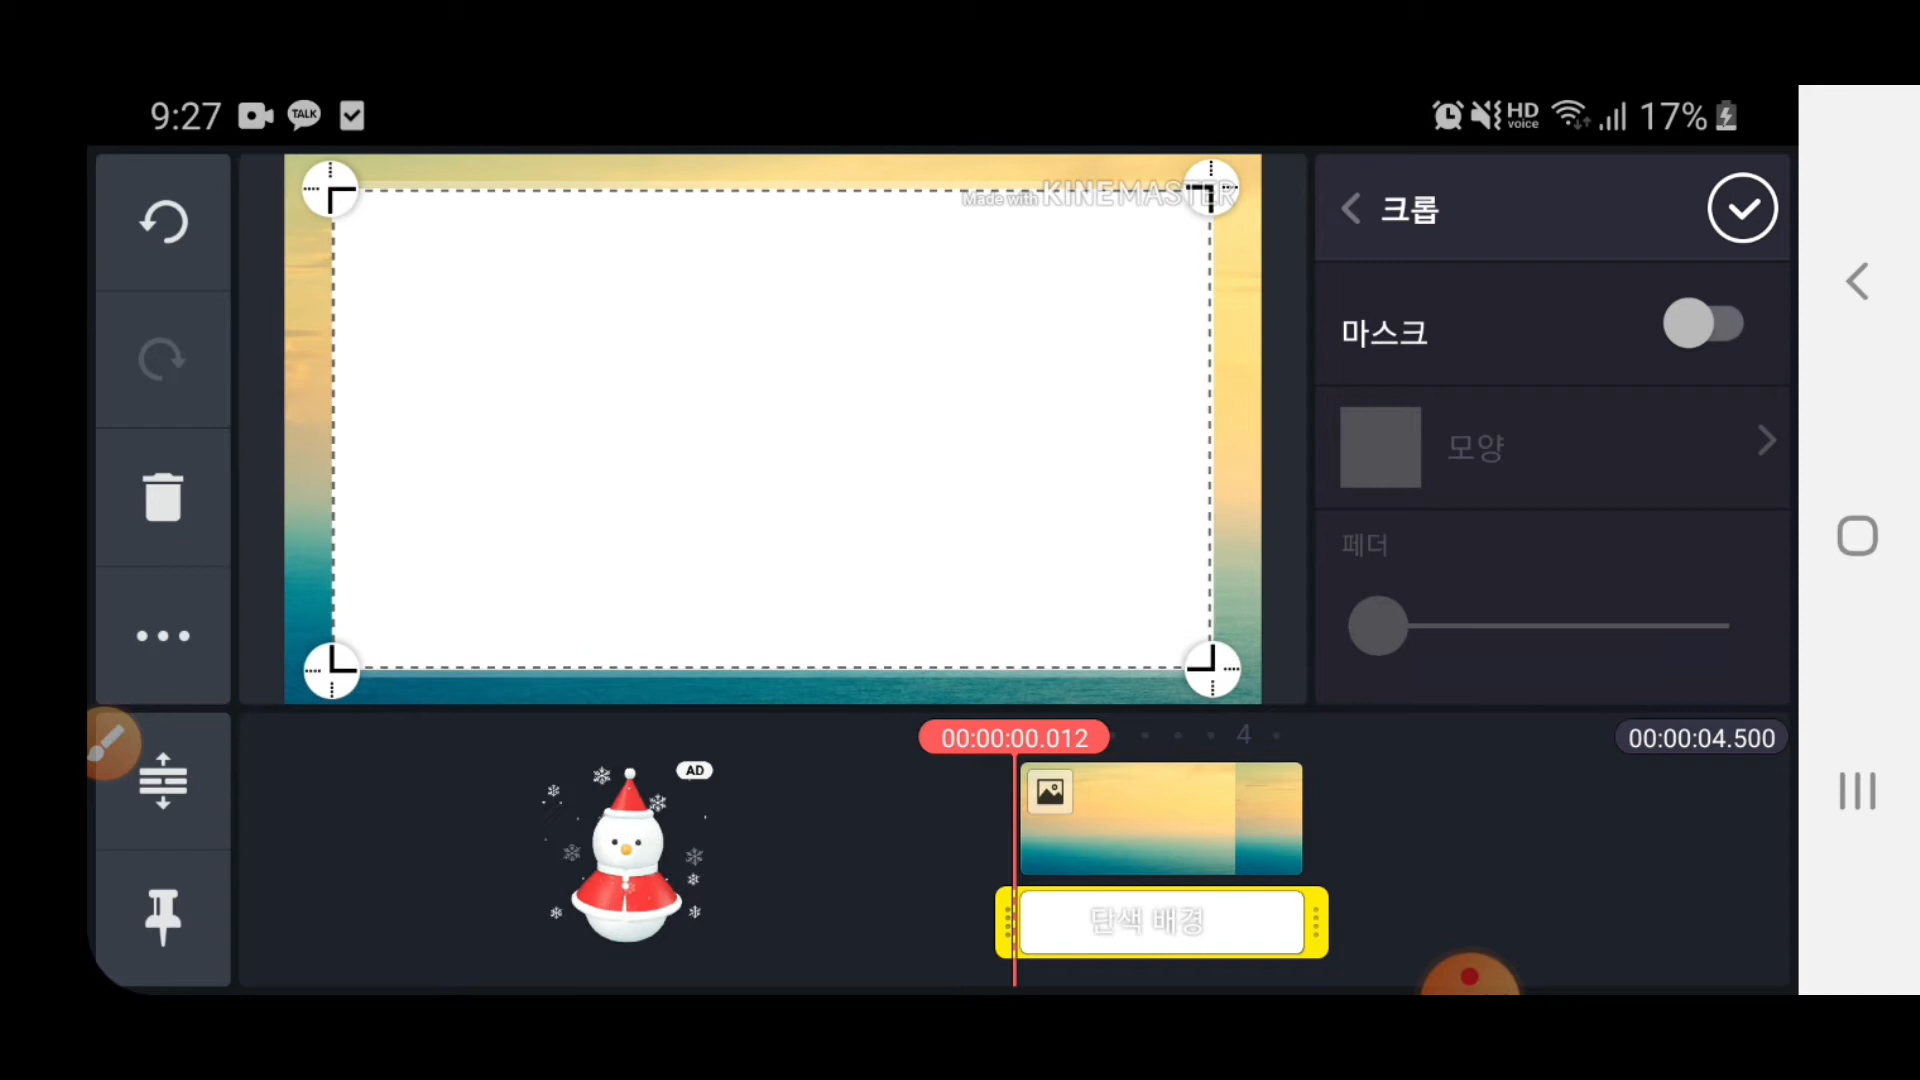 9:27
TALK
HD
voice
17%
Made with KINEMASTER
크롭
마스크
모양
페더
00:00:00.012
4
00:00:04.500
AD
단색 배경